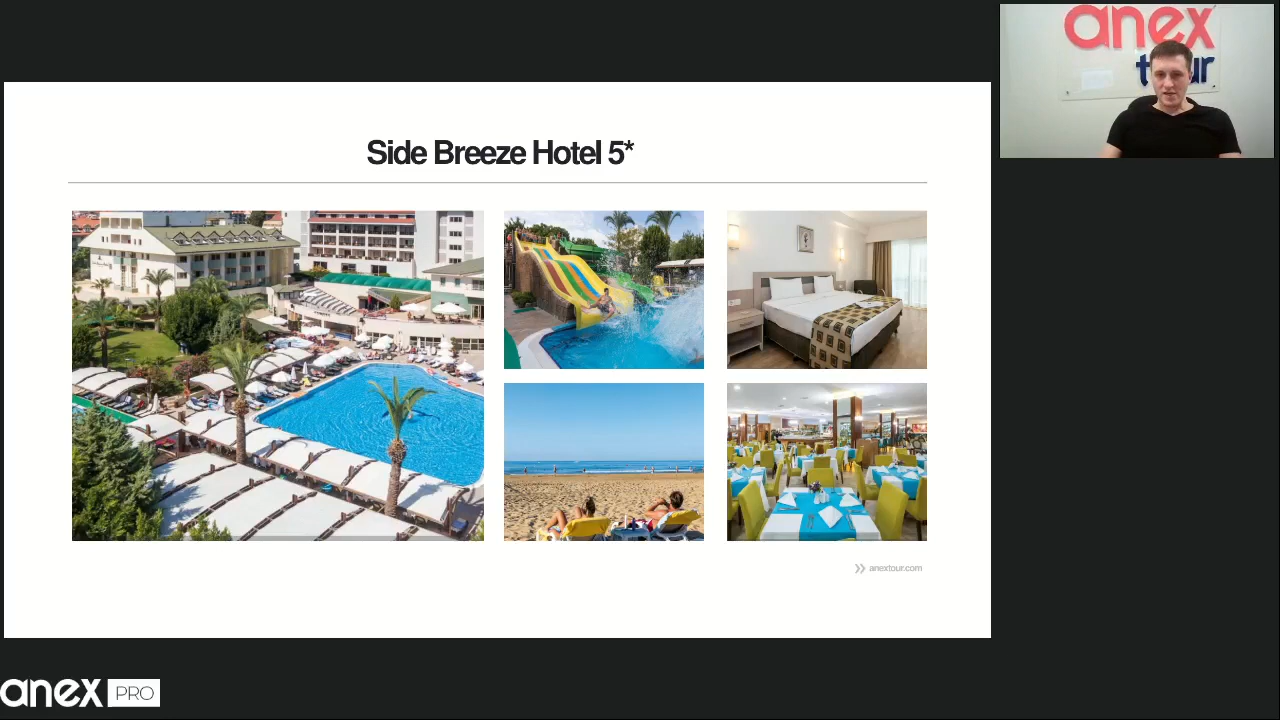 anex
tour
Side Breeze Hotel 5*
anextour.com
anex PRO